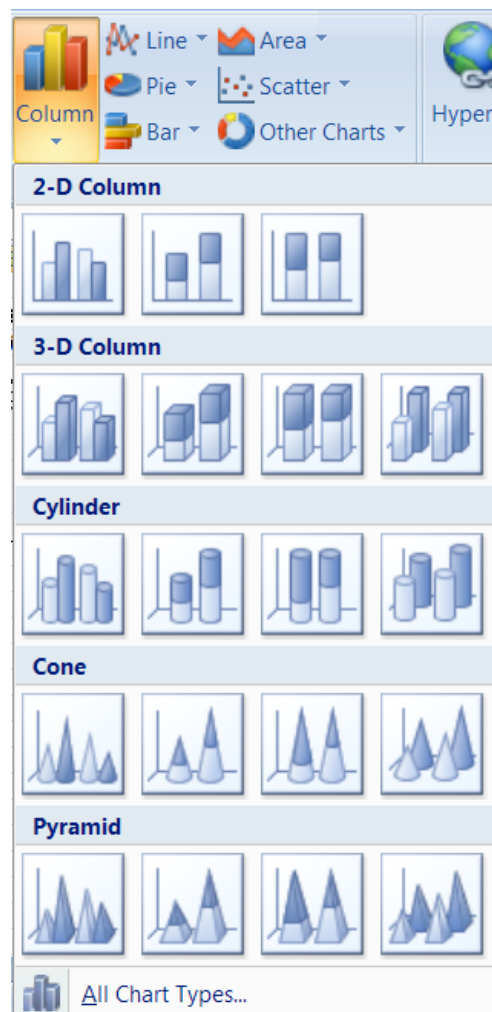 Line Area
Pie Scatter
Column Hyper
Bar Other Charts
2-D Column
3-D Column
Cylinder
Cone
Pyramid
All Chart Types...